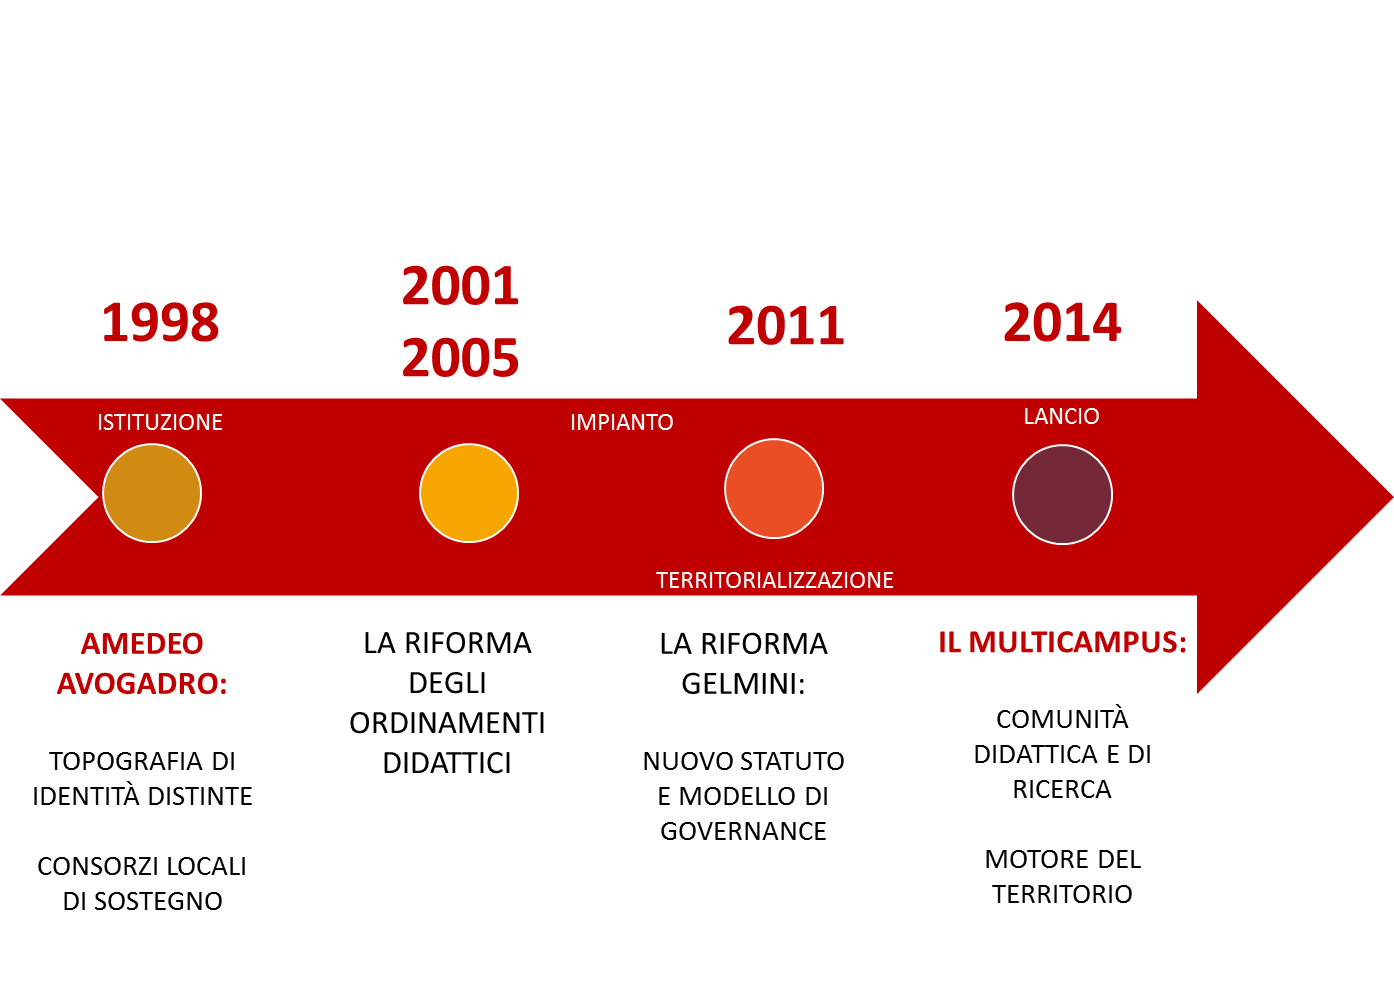 1998
2001
2005
2011
2014
ISTITUZIONE
IMPIANTO
LANCIO
TERRITORIALIZZAZIONE
AMEDEO
AVOGADRO:
TOPOGRAFIA DI
IDENTITÀ DISTINTE
CONSORZI LOCALI
DI SOSTEGNO
LA RIFORMA
DEGLI
ORDINAMENTI
DIDATTICI
LA RIFORMA
GELMINI:
NUOVO STATUTO
E MODELLO DI
GOVERNANCE
IL MULTICAMPUS:
COMUNITÀ
DIDATTICA E DI
RICERCA
MOTORE DEL
TERRITORIO